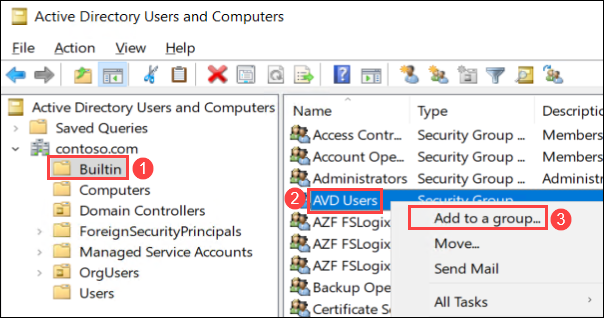 Active Directory Users and Computers
File Action View Help
Active Directory Users and Computers
Saved Queries
contoso.com
Builtin 1
Computers
Domain Controllers
ForeignSecurityPrincipals
Managed Service Accounts
OrgUsers
Users
Name Type Descriptio
Access Contr... Security Group ... Members
Account Ope... Security Group ... Members
Administrators Security Group ... Administ
2 AVD Users Security Group
AZF FSLogix
AZF FSLogix
AZF FSLogix
Backup Ope
Certificate Se
Add to a group... 3
Move...
Send Mail
All Tasks